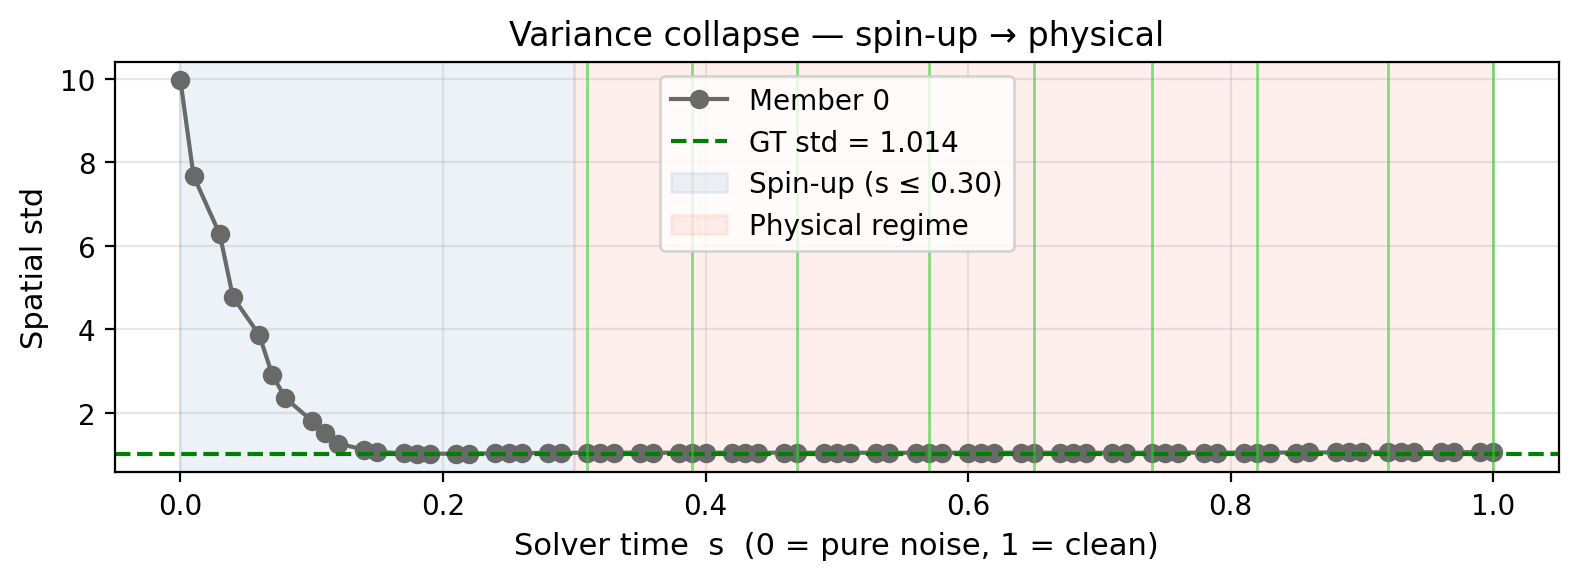 Variance collapse — spin-up → physical
Spatial std
10
8
6
4
2
Member 0
GT std = 1.014
Spin-up (s ≤ 0.30)
Physical regime
0.0 0.2 0.4 0.6 0.8 1.0
Solver time s (0 = pure noise, 1 = clean)